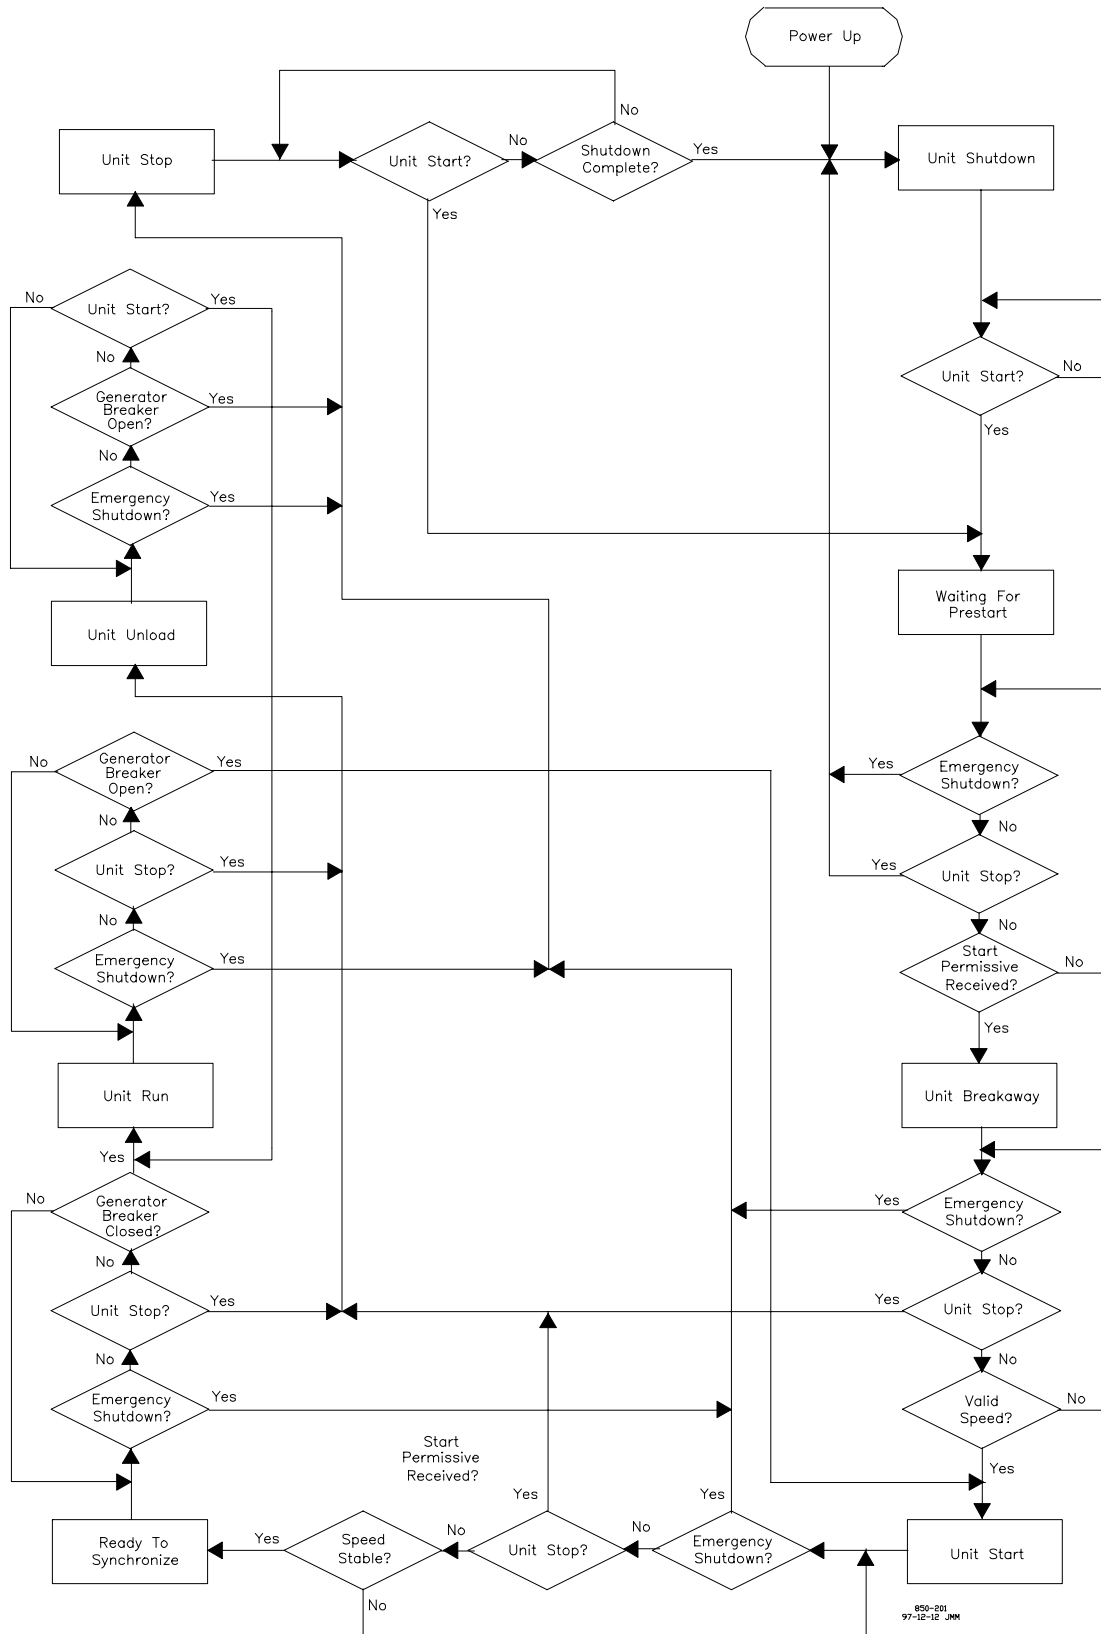 Power Up
No
Unit Stop
Unit Start?
No
Shutdown
Complete?
Yes
Unit Shutdown
Yes
No
Unit Start?
Yes
No
Generator
Breaker
Open?
Yes
No
Emergency
Shutdown?
Yes
Unit Unload
Unit Start?
No
Yes
Waiting For
Prestart
Yes
Emergency
Shutdown?
No
Yes
Unit Stop?
No
Start
Permissive
Received?
No
Yes
Unit Breakaway
No
Generator
Breaker
Open?
Yes
No
Unit Stop?
Yes
No
Emergency
Shutdown?
Yes
Unit Run
Yes
No
Generator
Breaker
Closed?
No
Unit Stop?
Yes
No
Emergency
Shutdown?
Yes
Yes
Emergency
Shutdown?
No
Yes
Unit Stop?
No
Valid
Speed?
No
Yes
Start
Permissive
Received?
Ready To
Synchronize
Yes
Speed
Stable?
No
No
Yes
Unit Stop?
No
Yes
Emergency
Shutdown?
Unit Start
850-201
97-12-12 JMM